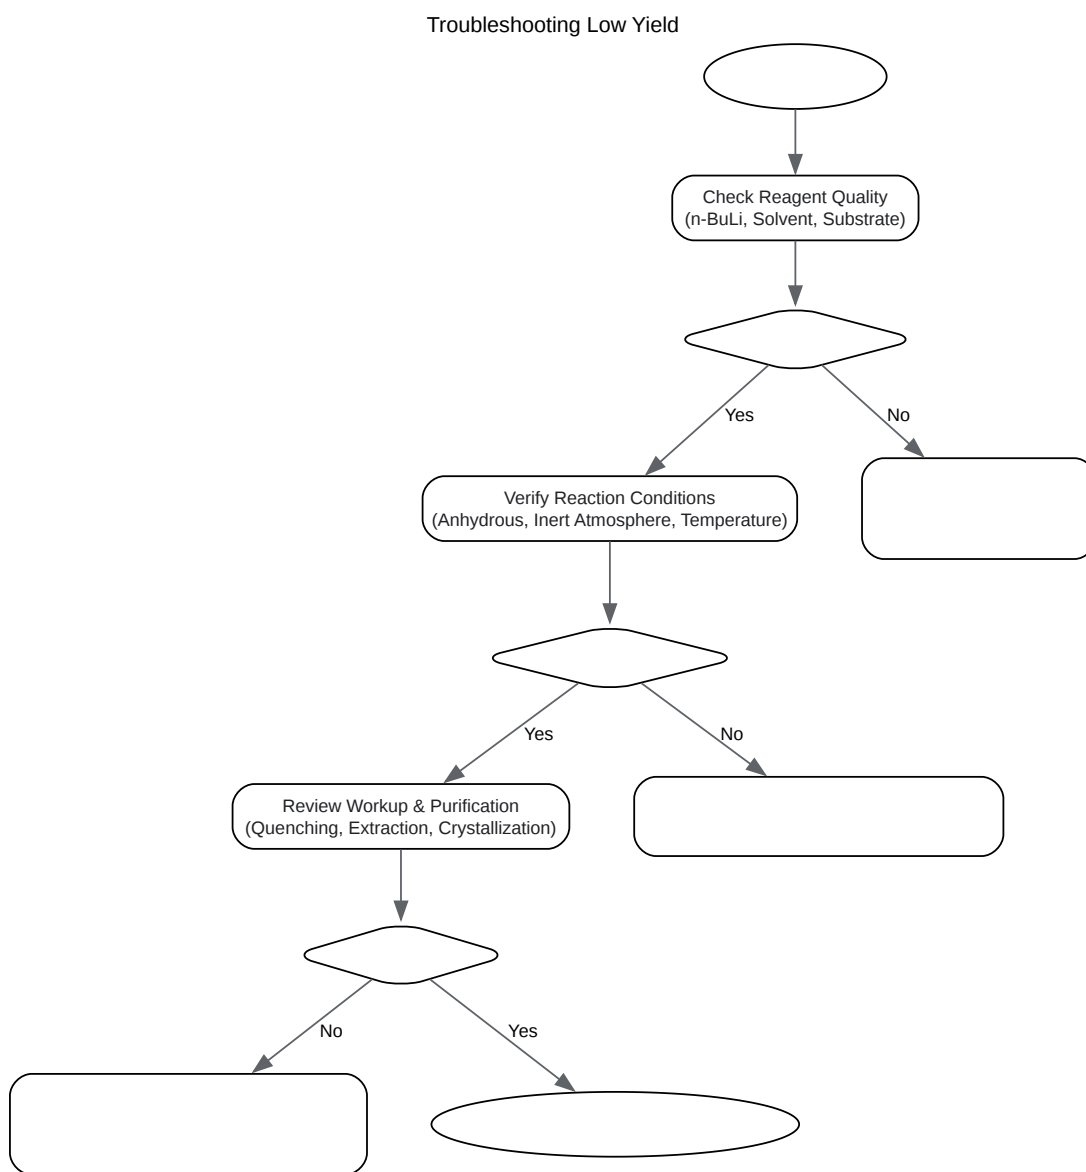 Troubleshooting Low Yield
Check Reagent Quality
(n-BuLi, Solvent, Substrate)
Yes
No
Verify Reaction Conditions
(Anhydrous, Inert Atmosphere, Temperature)
Yes
No
Review Workup & Purification
(Quenching, Extraction, Crystallization)
No
Yes